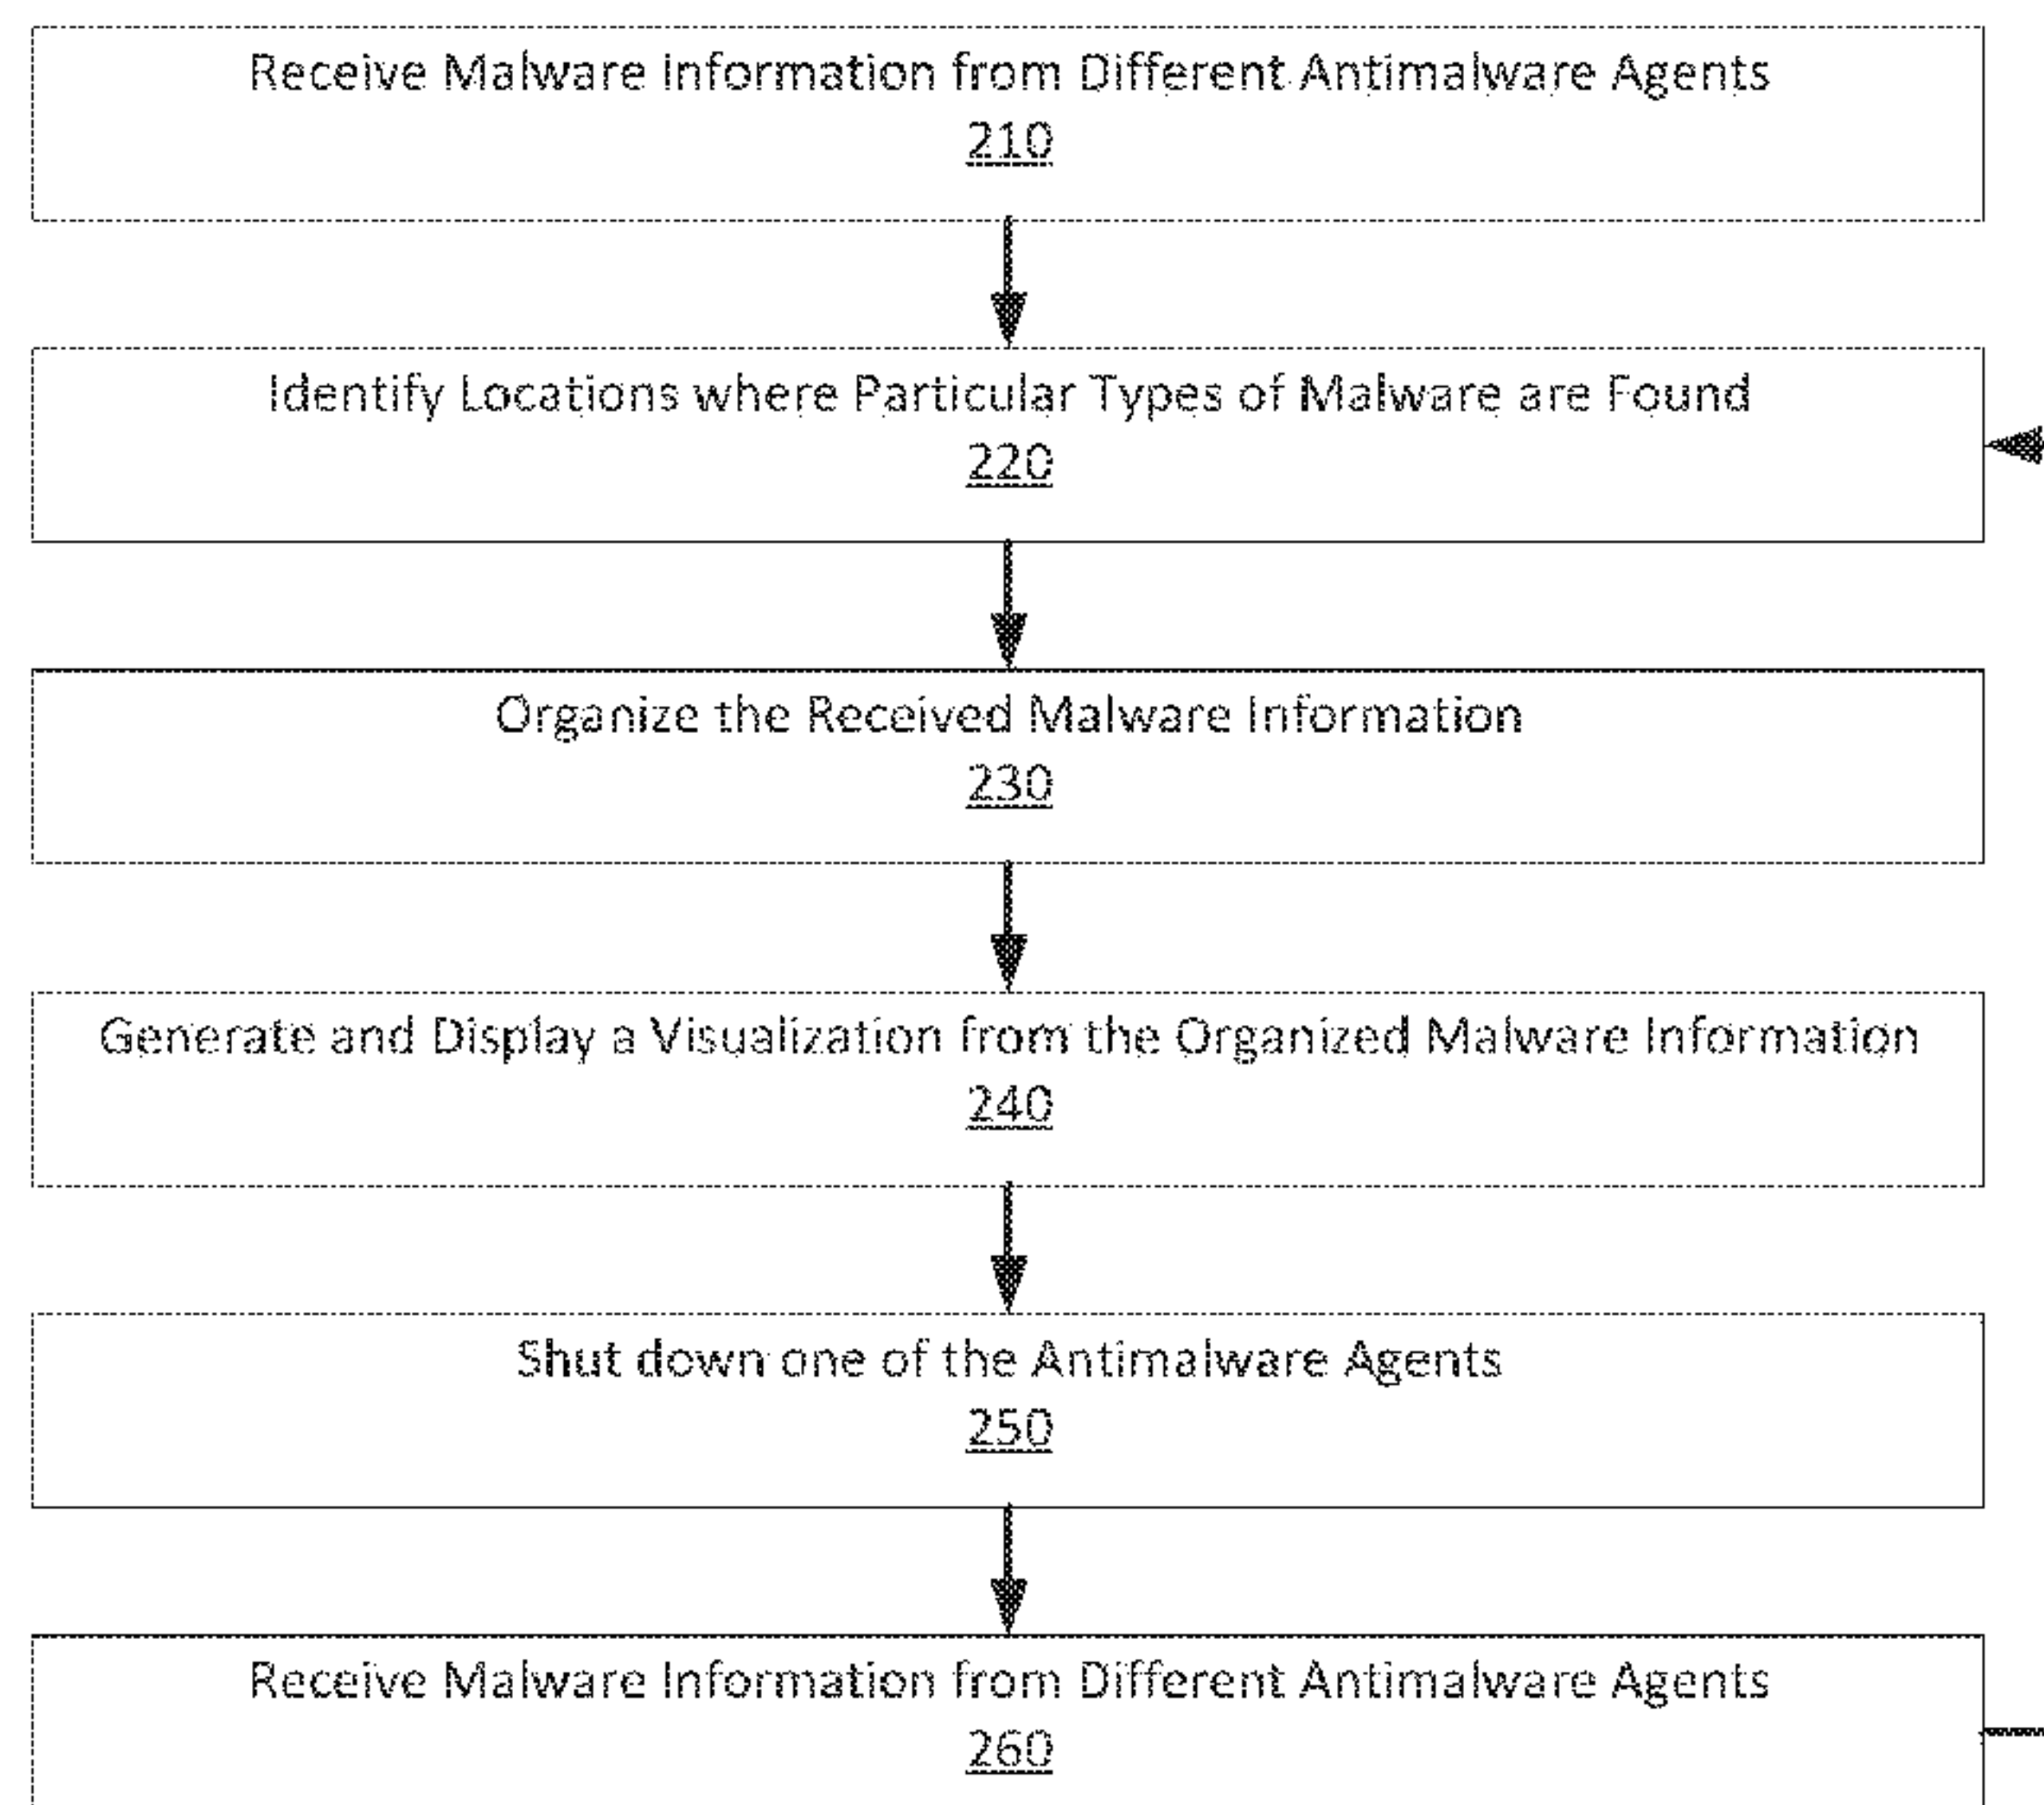 Receive Malware Information from Different Antimalware Agents
210
Identify Locations where Particular Types of Malware are Found
220
Organize the Received Malware Information
230
Generate and Display a Visualization from the Organized Malware Information
240
Shut down one of the Antimalware Agents
250
Receive Malware Information from Different Antimalware Agents
260